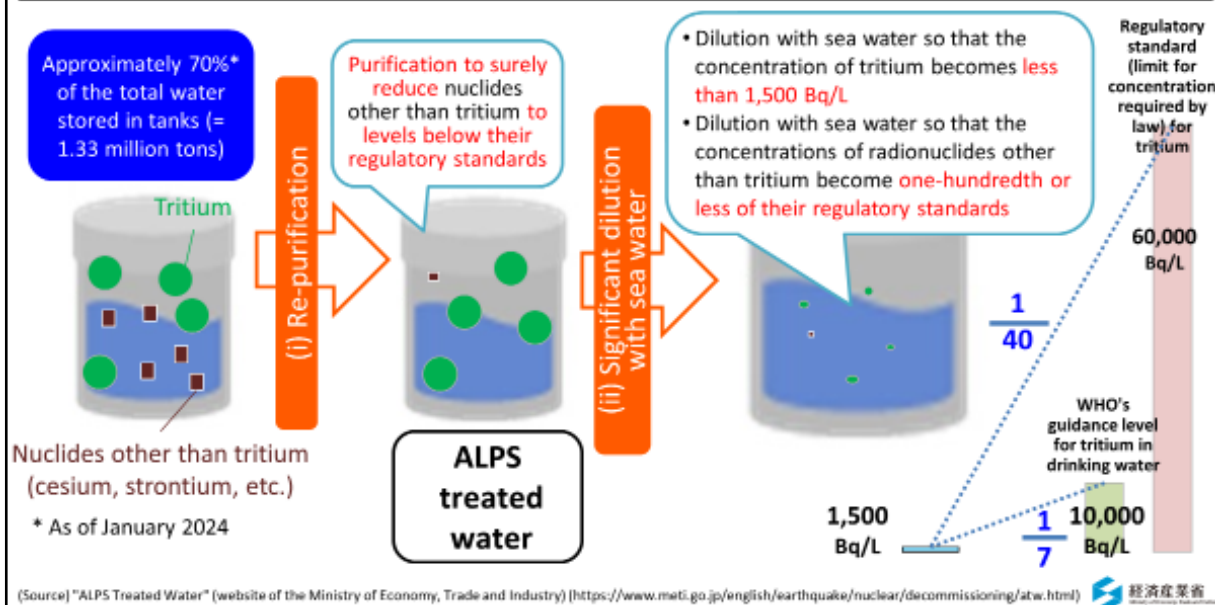 Approximately 70%*
of the total water
stored in tanks (=
1.33 million tons)
Tritium
Nuclides other than tritium
(cesium, strontium, etc.)
* As of January 2024
(i) Re-purification
Purification to surely
reduce nuclides
other than tritium to
levels below their
regulatory standards
ALPS
treated
water
(ii) Significant dilution
with sea water
• Dilution with sea water so that the
concentration of tritium becomes less
than 1,500 Bq/L
• Dilution with sea water so that the
concentrations of radionuclides other
than tritium become one-hundredth or
less of their regulatory standards
Regulatory
standard
(limit for
concentration
required by
law) for
tritium
60,000
Bq/L
1
40
WHO's
guidance level
for tritium in
drinking water
1,500
Bq/L
1
7
10,000
Bq/L
(Source) "ALPS Treated Water" (website of the Ministry of Economy, Trade and Industry) (https://www.meti.go.jp/english/earthquake/nuclear/decommissioning/atw.html)
経済産業省